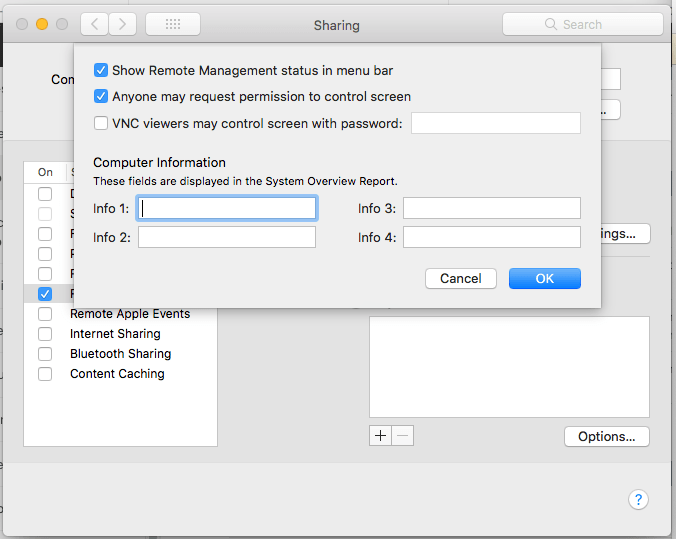 Sharing
Search
Show Remote Management status in menu bar
Anyone may request permission to control screen
VNC viewers may control screen with password:
Computer Information
These fields are displayed in the System Overview Report.
Info 1:
Info 3:
Info 2:
Info 4:
Cancel
OK
On
Remote Apple Events
Internet Sharing
Bluetooth Sharing
Content Caching
Options...
?